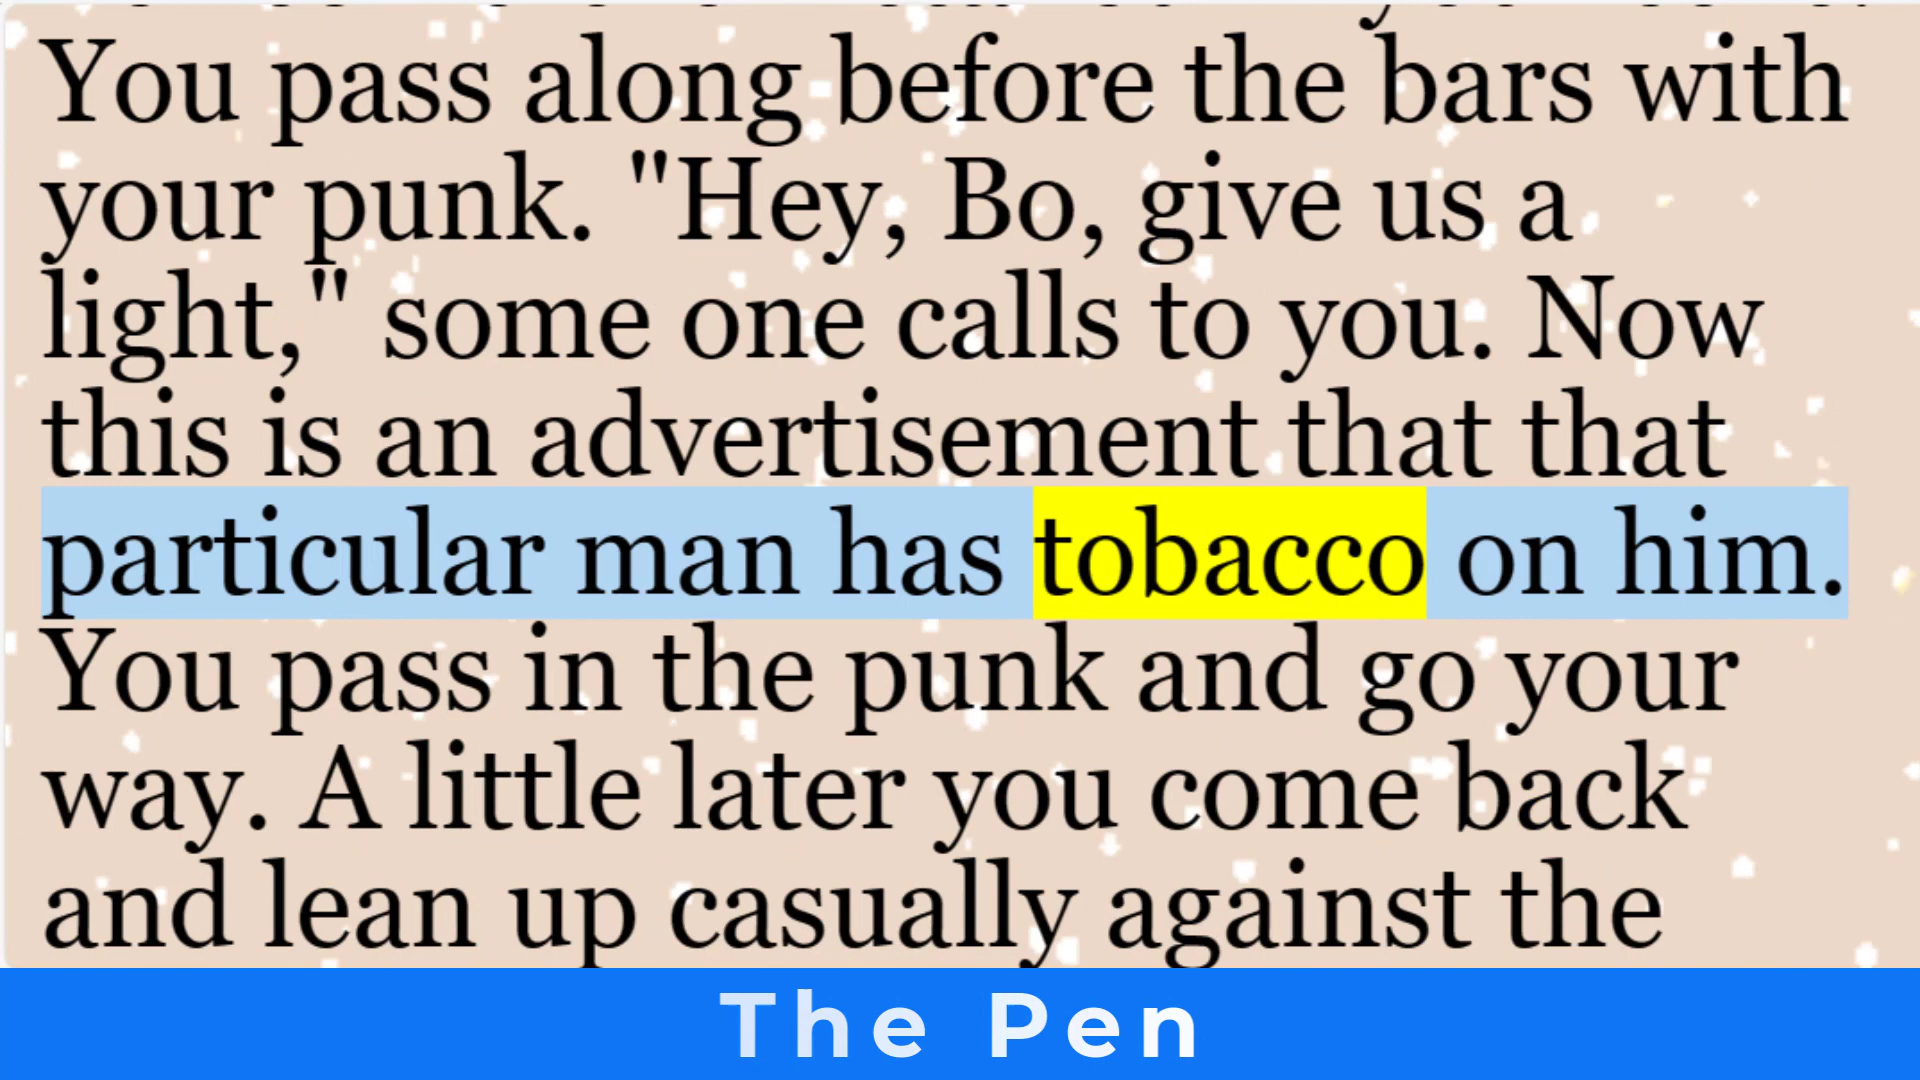 You pass along before the bars with
your punk. "Hey, Bo, give us a
light," some one calls to you. Now
this is an advertisement that that
particular man has tobacco on him.
You pass in the punk and go your
way. A little later you come back
and lean up casually against the
The Pen